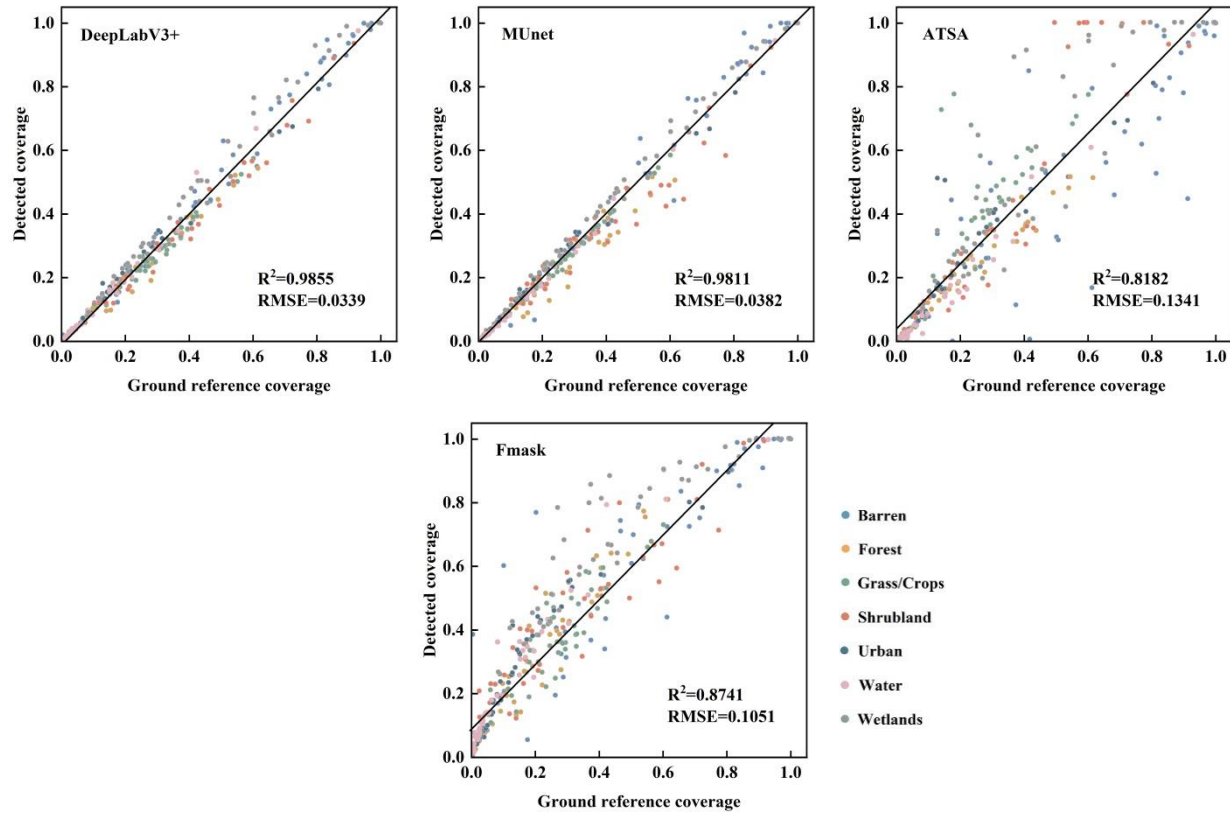 DeepLabV3+
Detected coverage
1.0
0.8
0.6
0.4
0.2
0.0
R²=0.9855
RMSE=0.0339
0.0 0.2 0.4 0.6 0.8 1.0
Ground reference coverage
MUnet
Detected coverage
1.0
0.8
0.6
0.4
0.2
0.0
R²=0.9811
RMSE=0.0382
0.0 0.2 0.4 0.6 0.8 1.0
Ground reference coverage
ATSA
Detected coverage
1.0
0.8
0.6
0.4
0.2
0.0
R²=0.8182
RMSE=0.1341
0.0 0.2 0.4 0.6 0.8 1.0
Ground reference coverage
Fmask
Detected coverage
1.0
0.8
0.6
0.4
0.2
0.0
R²=0.8741
RMSE=0.1051
0.0 0.2 0.4 0.6 0.8 1.0
Ground reference coverage
Barren
Forest
Grass/Crops
Shrubland
Urban
Water
Wetlands